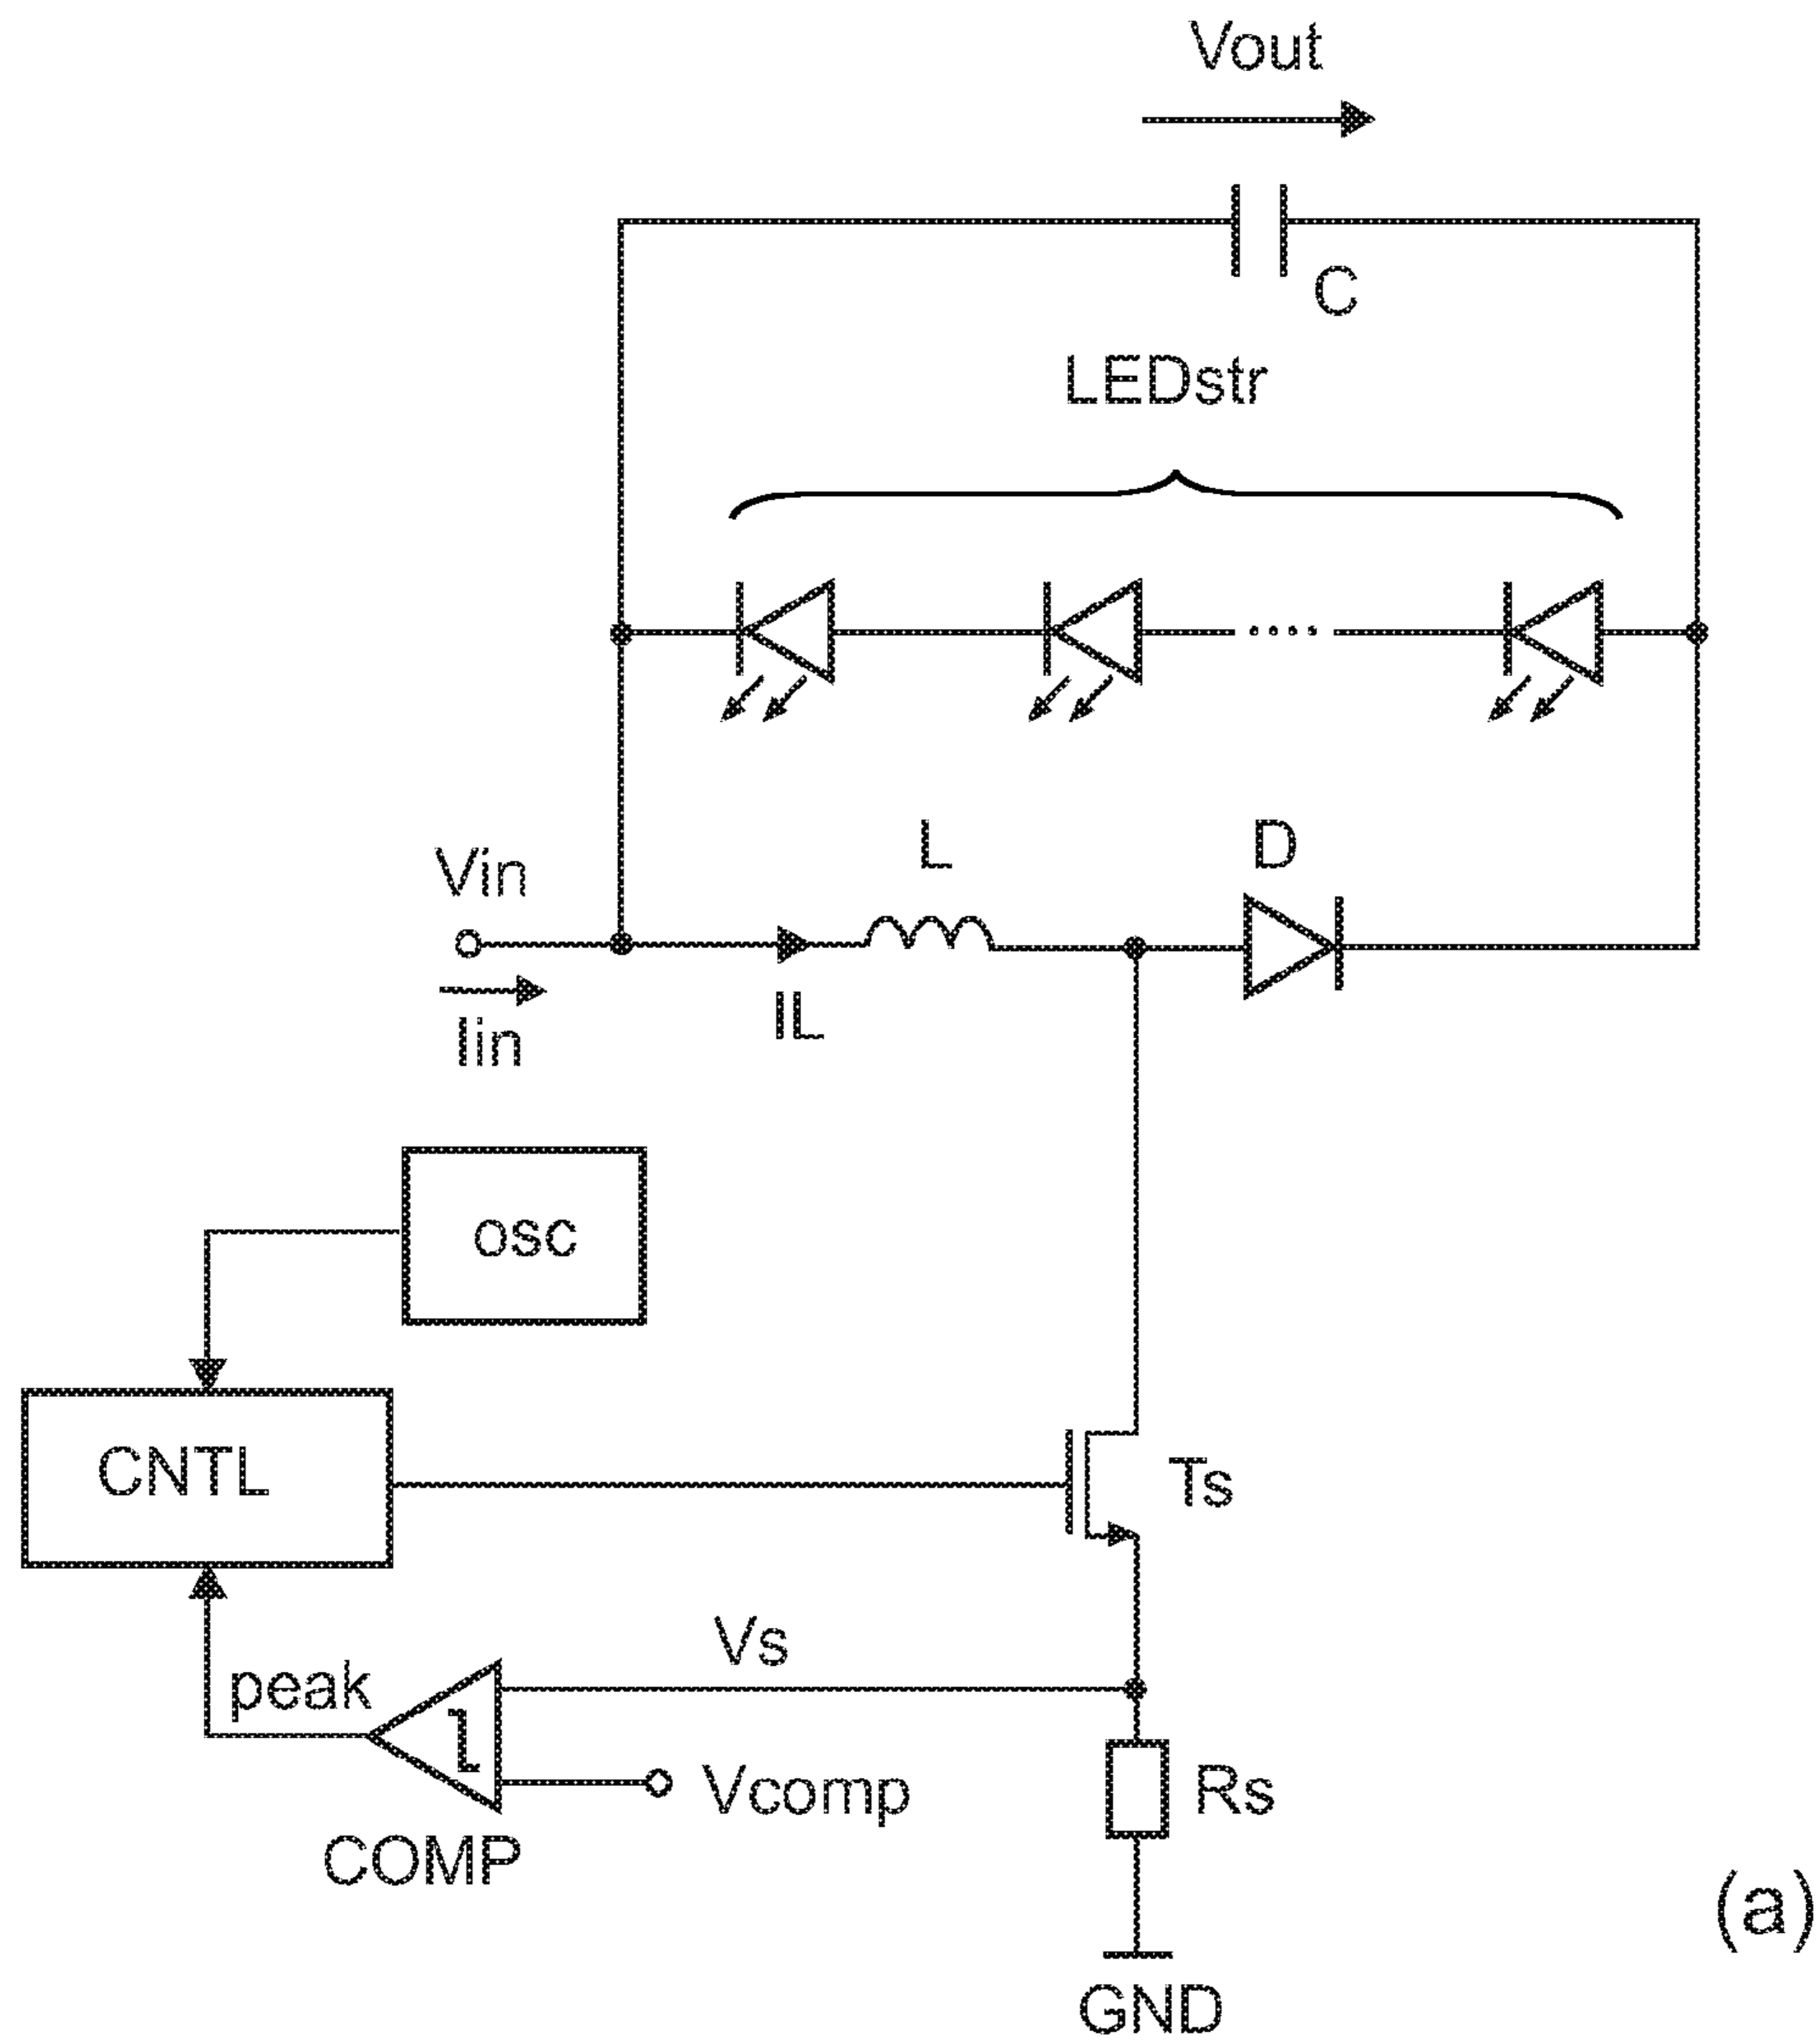 Vout
C
LEDstr
L
D
Vin
IL
Iin
osc
CNTL
Ts
Vs
peak
Vcomp
Rs
COMP
(a)
GND